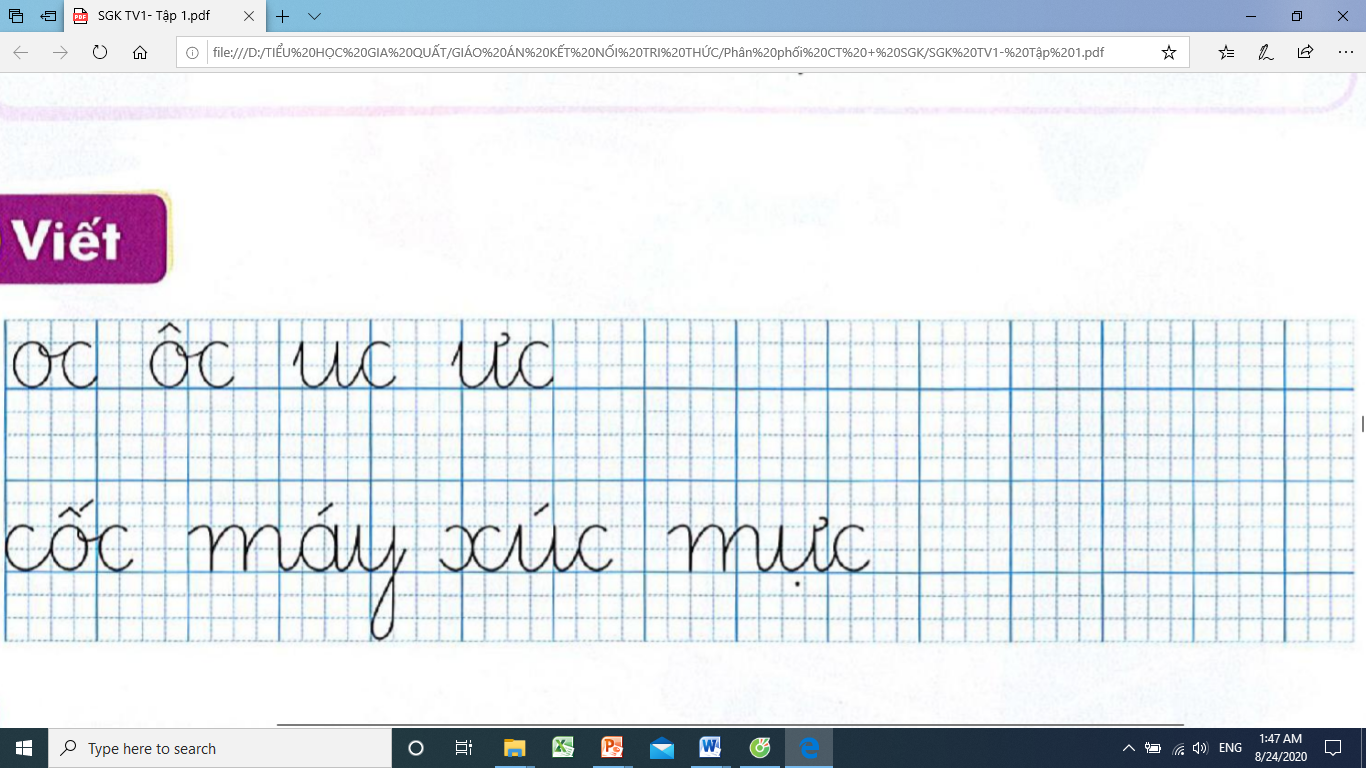 SGK TV1- Tập 1.pdf
file:///D:/TIỂU%20HỌC%20GIA%20QUẤT/GIÁO%20ÁN%20KẾT%20NỐI%20TRI%20THỨC/Phân%20phối%20CT%20+%20SGK/SGK%20TV1-%20Tập%201.pdf
Viết
oc ôc uc ưc
cốc máy xúc mực
Type here to search
ENG
1:47 AM
8/24/2020